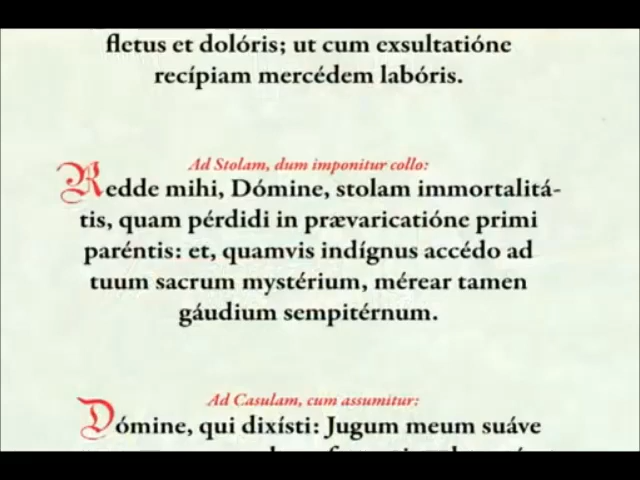 fletus et dolóris; ut cum exsultatióne
recípiam mercédem labóris.
Ad Stolam, dum imponitur collo:
Redde mihi, Dómine, stolam immortalitá-
tis, quam pérdidi in prævaricatióne primi
paréntis: et, quamvis indígnus accédo ad
tuum sacrum mystérium, mérear tamen
gáudium sempitérnum.
Ad Casulam, cum assumitur:
Dómine, qui dixísti: Jugum meum suáve